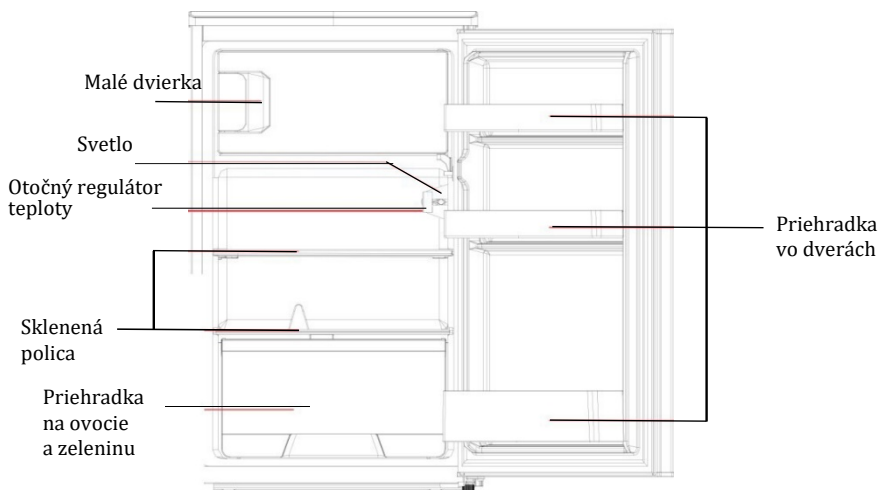 Malé dvierka
Svetlo
Otočný regulátor
teploty
Sklenená
polica
Priehradka
na ovocie
a zeleninu
Priehradka
vo dverách